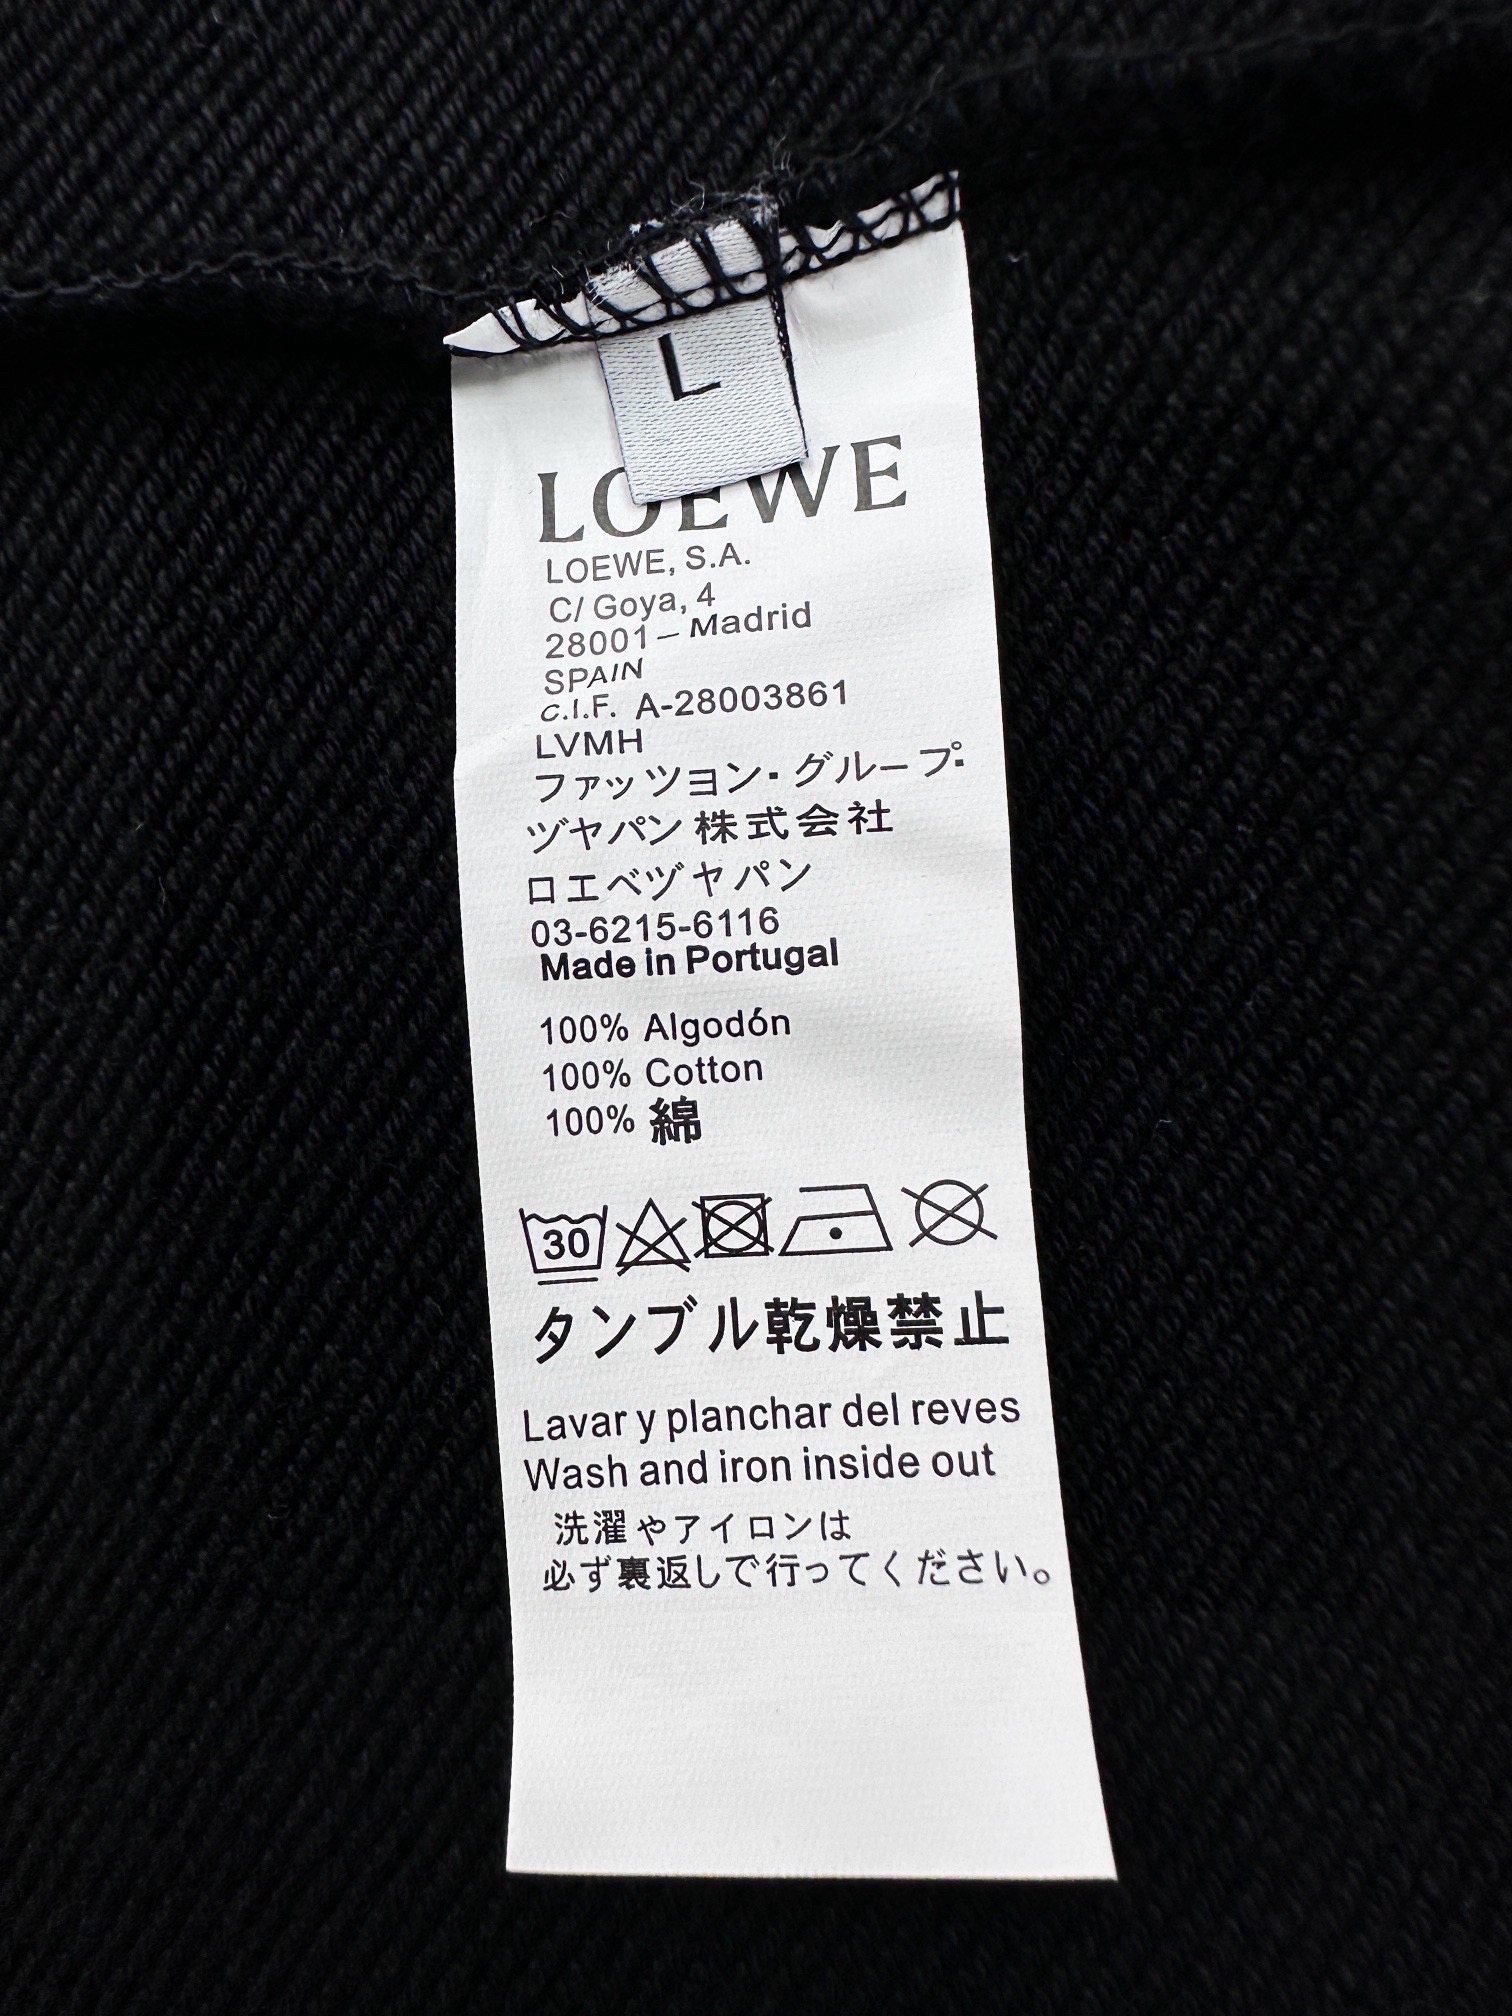 L
LOEWE
LOEWE, S.A.
C/ Goya, 4
28001 – Madrid
SPAIN
C.I.F. A-28003861
LVMH
ファッツョン・グループ・
ヅャパン 株式会社
ロエベヅャパン
03-6215-6116
Made in Portugal
100% Algodón
100% Cotton
100% 綿
30
タンブル乾燥禁止
Lavar y planchar del reves
Wash and iron inside out
洗濯やアイロンは
必ず裏返しで行ってください。